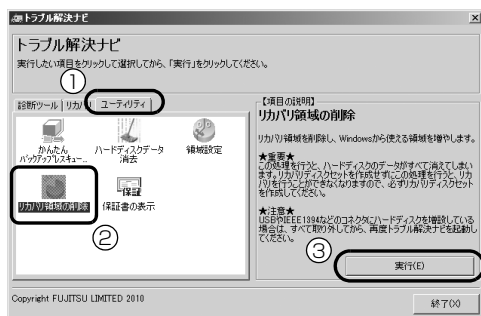 トラブル解決ナビ
トラブル解決ナビ
実行したい項目をクリックして選択してから、「実行」をクリックしてください。
①
診断ツール リカバリ ユーティリティ
かんたん
バックアップレスキュー...
ハードディスクデータ
消去
領域設定
リカバリ領域の削除
保証
保証書の表示
②
【項目の説明】
リカバリ領域の削除
リカバリ領域を削除し、Windowsから使える領域を増やします。
★重要★
この処理を行うと、ハードディスクのデータがすべて消えてしまい
ます。リカバリディスクセットを作成せずにこの処理を行うと、リカ
バリを行うことができなくなりますので、必ずリカバリディスクセット
を作成してください。
★注意★
USBやIEEE1394などのコネクタにハードディスクを増設している
場合は、すべて取り外してから、再度トラブル解決ナビを起動し
てください。
③
実行(E)
Copyright FUJITSU LIMITED 2010
終了(X)